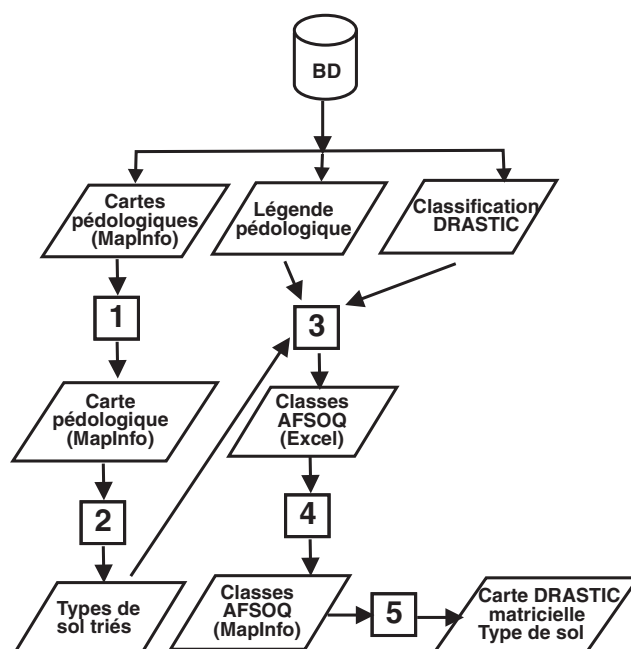 BD
Cartes
pédologiques
(MapInfo)
Légende
pédologique
Classification
DRASTIC
1
3
Carte
pédologique
(MapInfo)
Classes
AFSOQ
(Excel)
2
4
Types de
sol triés
Classes
AFSOQ
(MapInfo)
5
Carte DRASTIC
matricielle
Type de sol